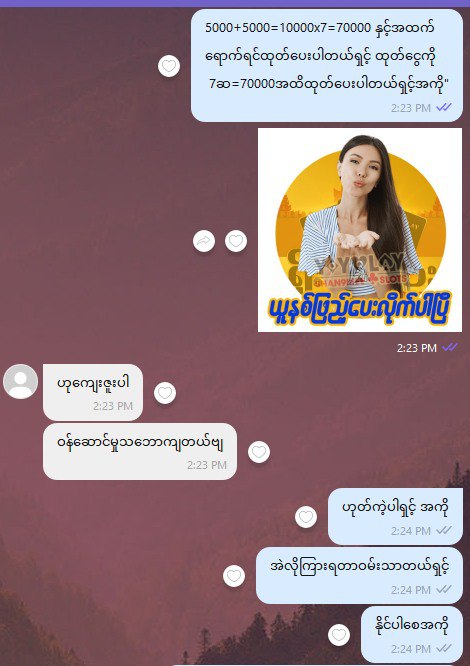 5000+5000=10000x7=70000 နှင့်အထက်
ရောက်ရင်ထုတ်ပေးပါတယ်ရှင့် ထုတ်ငွေကို
7ဆ=70000အထိထုတ်ပေးပါတယ်ရှင့်အကို"
2:23 PM
ယူနစ်ဖြည့်ပေးလိုက်ပါပြီ
2:23 PM
ဟုကျေးဇူးပါ
2:23 PM
ဝန်ဆောင်မှုသဘောကျတယ်ဗျ
2:23 PM
ဟုတ်ကဲ့ပါရှင့် အကို
2:24 PM
အဲလိုကြားရတာဝမ်းသာတယ်ရှင့်
2:24 PM
နိုင်ပါစေအကို
2:24 PM